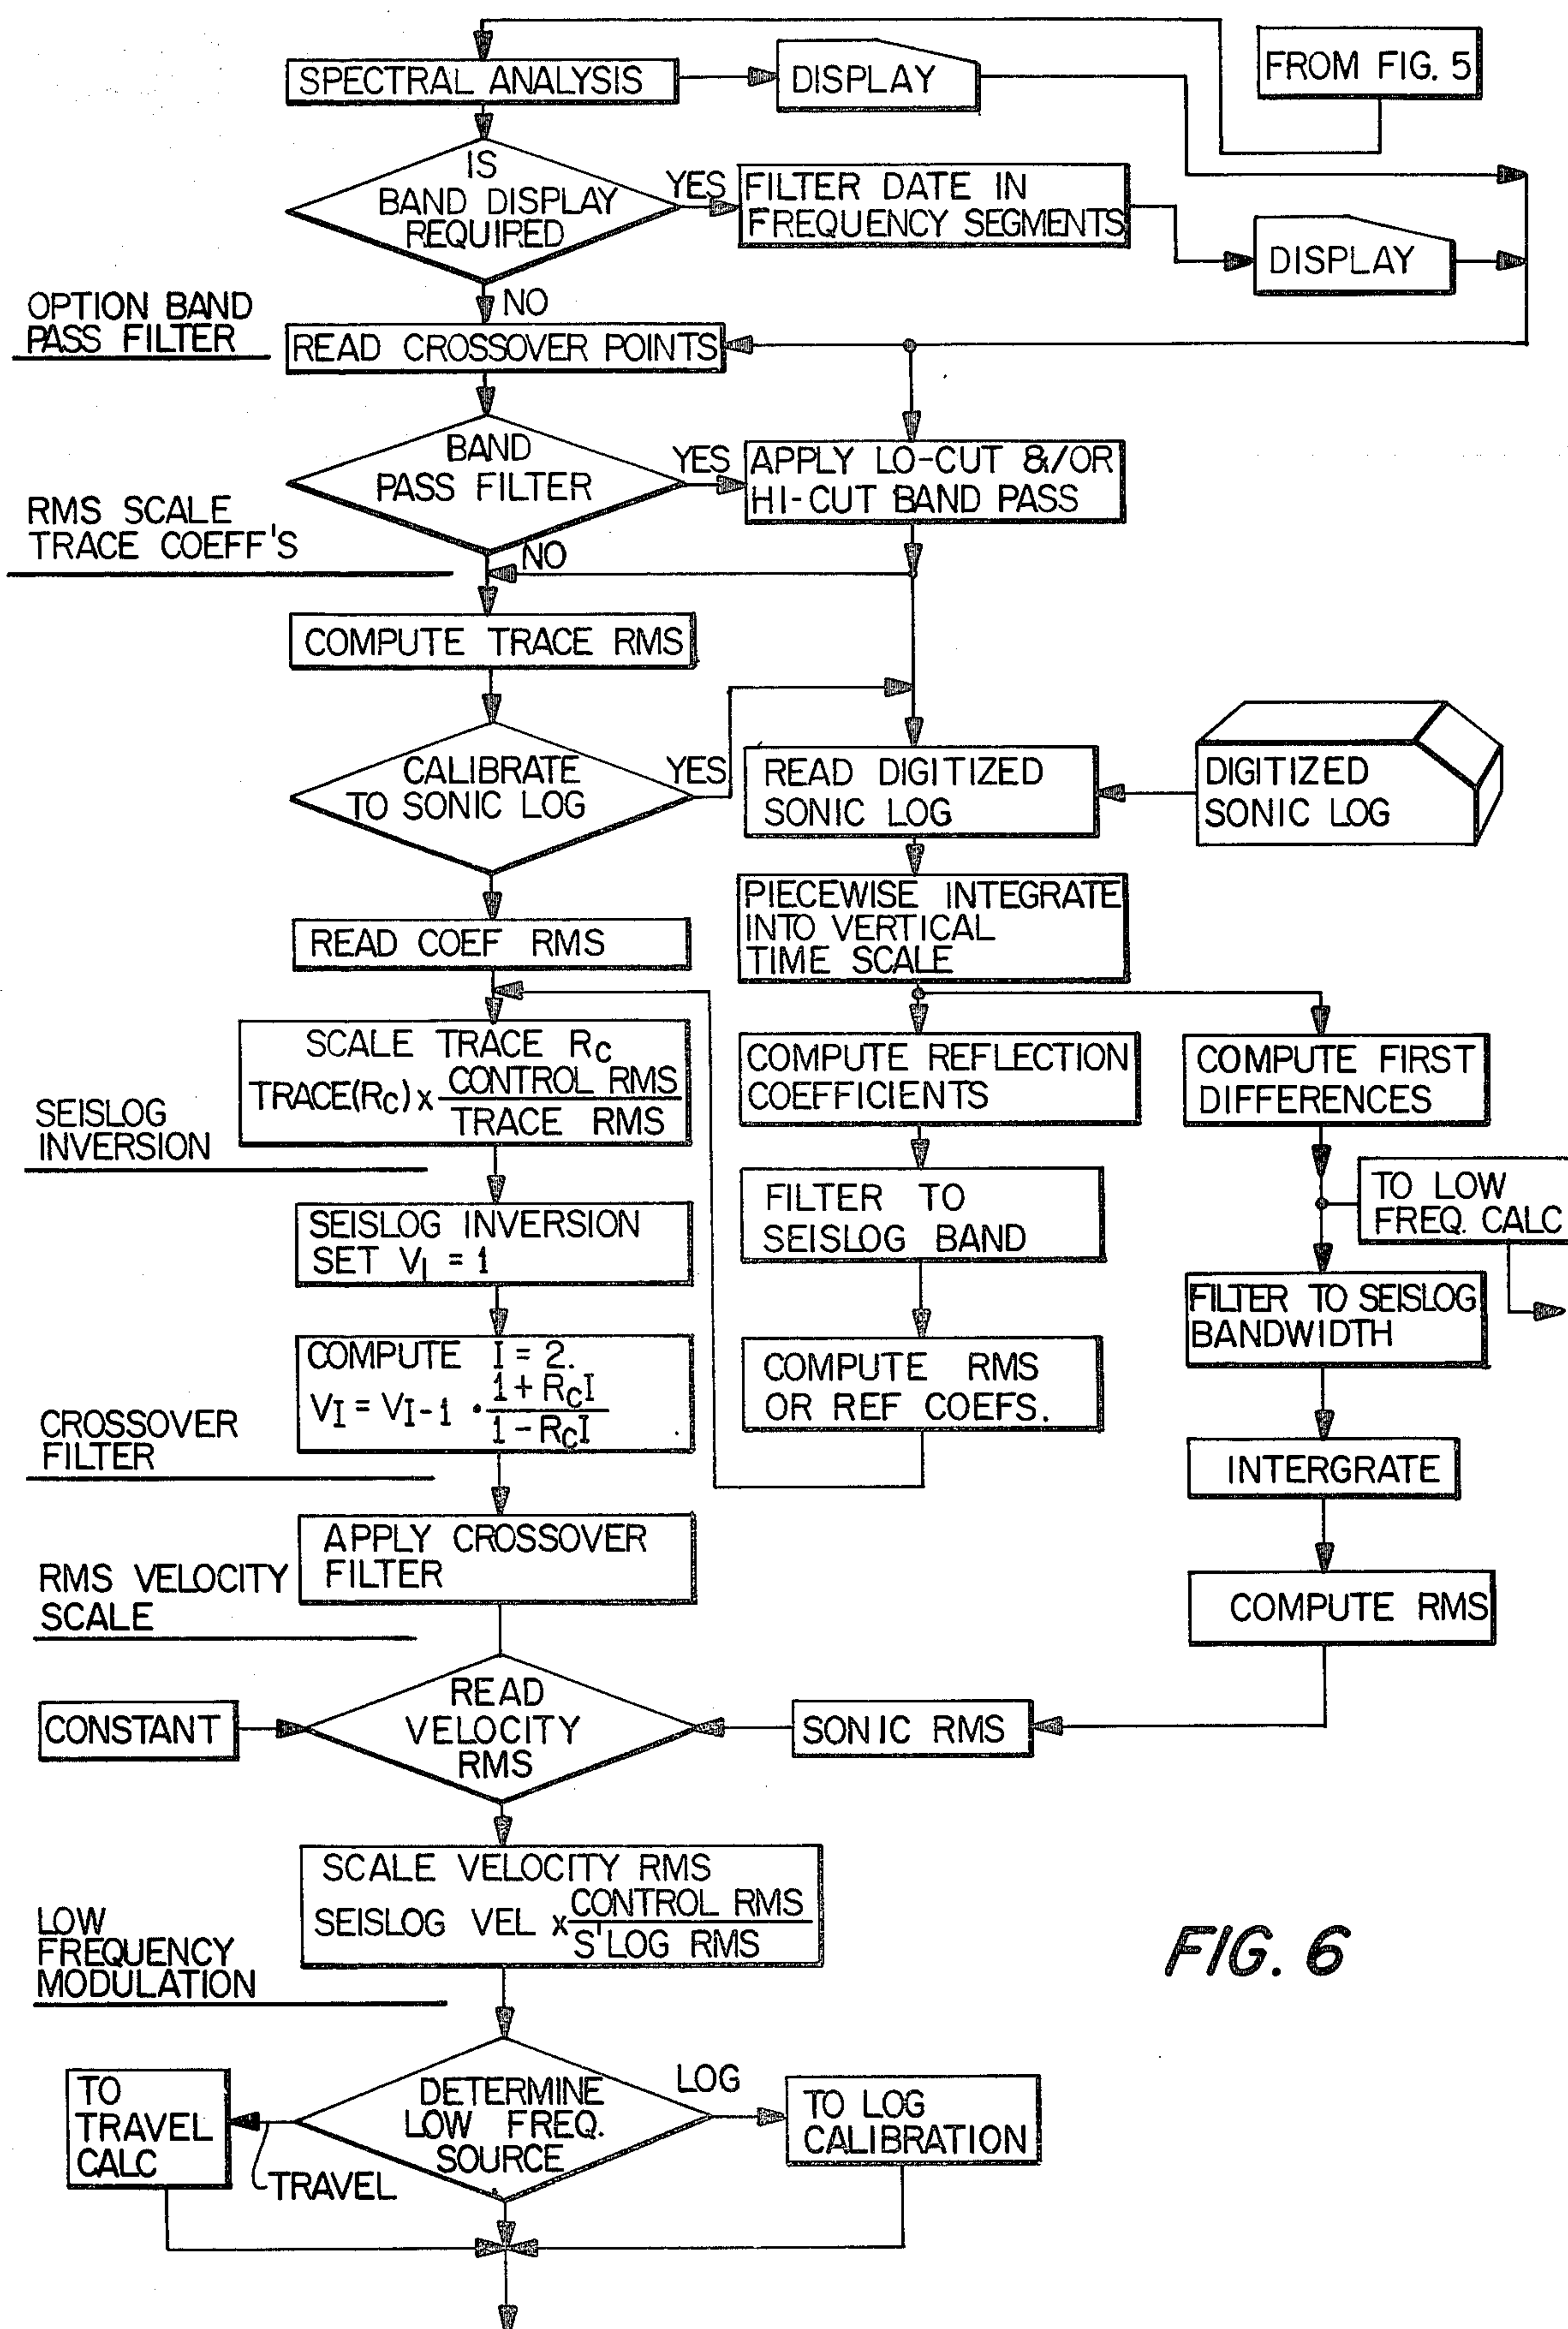 FROM FIG. 5
SPECTRAL ANALYSIS
DISPLAY
IS
BAND DISPLAY
REQUIRED
YES
FILTER DATE IN
FREQUENCY SEGMENTS
DISPLAY
NO
OPTION BAND
PASS FILTER
READ CROSSOVER POINTS
BAND
PASS FILTER
YES
APPLY LO-CUT &/OR
HI-CUT BAND PASS
RMS SCALE
TRACE COEFF'S
NO
COMPUTE TRACE RMS
CALIBRATE
TO SONIC LOG
YES
READ DIGITIZED
SONIC LOG
DIGITIZED
SONIC LOG
PIECEWISE INTEGRATE
INTO VERTICAL
TIME SCALE
READ COEF RMS
SCALE TRACE RC
TRACE(RC) x CONTROL RMS
TRACE RMS
COMPUTE REFLECTION
COEFFICIENTS
COMPUTE FIRST
DIFFERENCES
SEISLOG
INVERSION
FILTER TO
SEISLOG BAND
TO LOW
FREQ. CALC
SEISLOG INVERSION
SET VI = 1
FILTER TO SEISLOG
BANDWIDTH
COMPUTE I = 2.
VI = VI-1 · 1 + RCI
1 - RCI
COMPUTE RMS
OR REF COEFS.
CROSSOVER
FILTER
INTERGRATE
APPLY CROSSOVER
FILTER
RMS VELOCITY
SCALE
COMPUTE RMS
CONSTANT
READ
VELOCITY
RMS
SONIC RMS
SCALE VELOCITY RMS
SEISLOG VEL x CONTROL RMS
S'LOG RMS
LOW
FREQUENCY
MODULATION
FIG. 6
TO
TRAVEL
CALC
TRAVEL
DETERMINE
LOW FREQ.
SOURCE
LOG
TO LOG
CALIBRATION